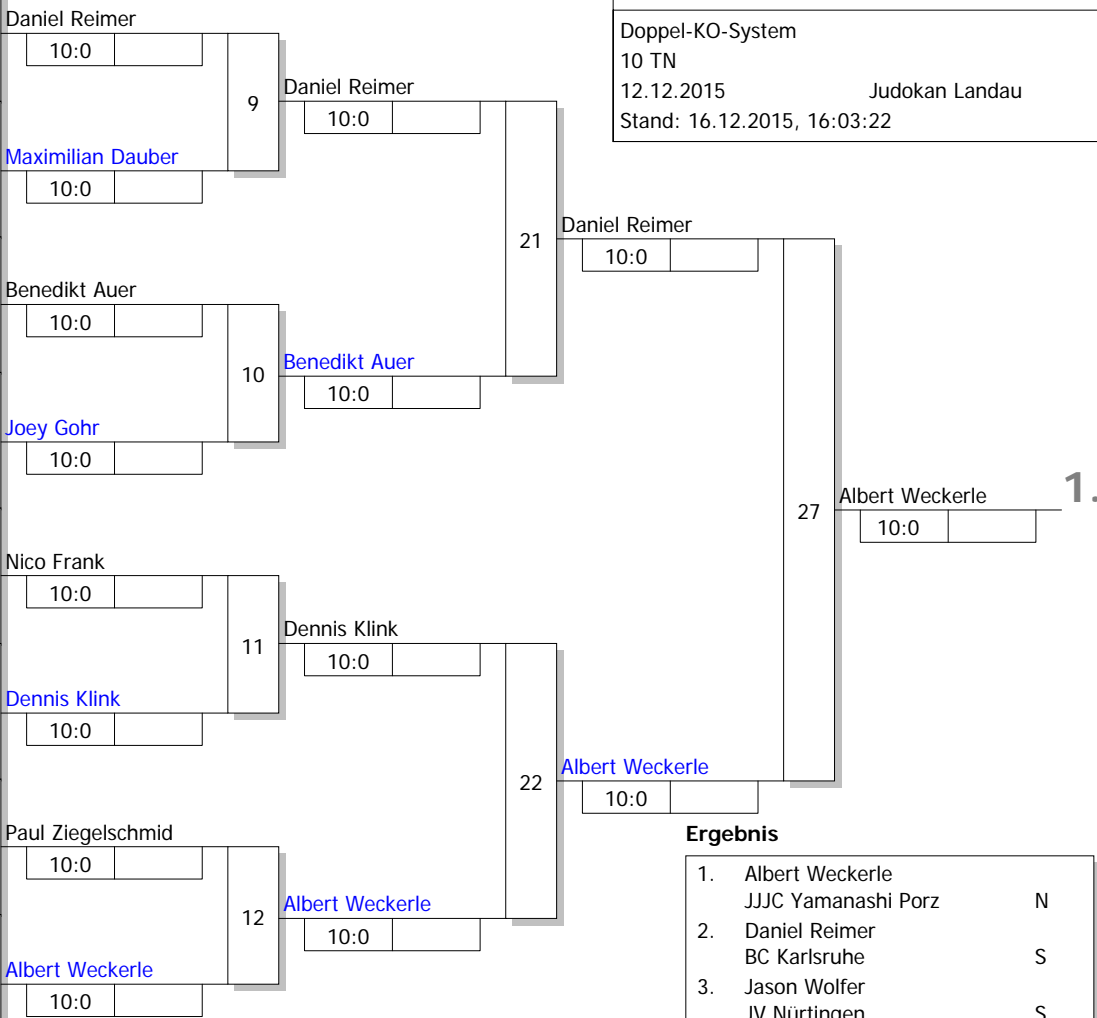 Doppel-KO-System
10 TN
12.12.2015 Judokan Landau
Stand: 16.12.2015, 16:03:22
Daniel Reimer
10:0
9
Maximilian Dauber
10:0
Benedikt Auer
10:0
10
Joey Gohr
10:0
Nico Frank
10:0
11
Dennis Klink
10:0
Paul Ziegelschmid
10:0
12
Albert Weckerle
10:0
Daniel Reimer
10:0
21
Benedikt Auer
10:0
Dennis Klink
10:0
22
Albert Weckerle
10:0
Daniel Reimer
10:0
27
Albert Weckerle
10:0
Albert Weckerle 1.
10:0
Ergebnis
1. Albert Weckerle
JJJC Yamanashi Porz N
2. Daniel Reimer
BC Karlsruhe S
3. Jason Wolfer
JV Nürtingen S